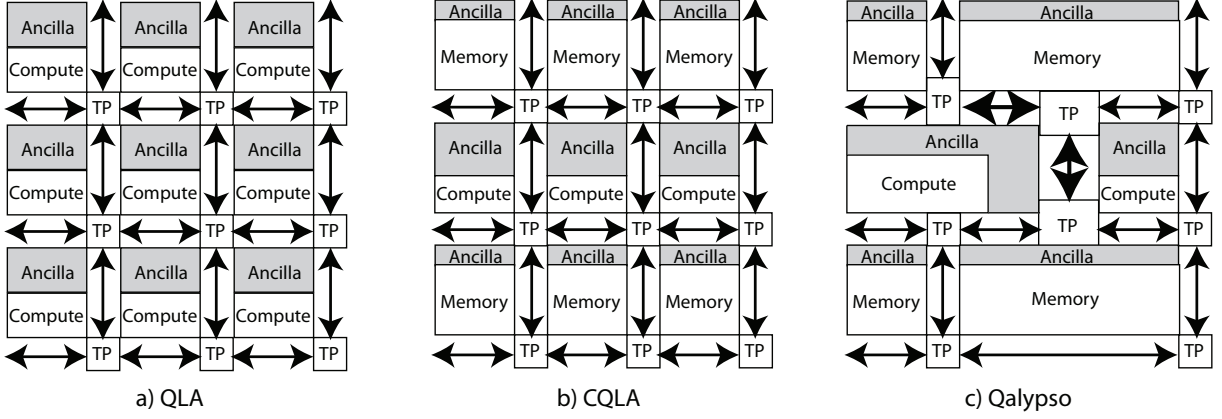 Ancilla Ancilla Ancilla
Compute Compute Compute
TP TP TP
Ancilla Ancilla Ancilla
Compute Compute Compute
TP TP TP
Ancilla Ancilla Ancilla
Compute Compute Compute
TP TP TP
a) QLA
Ancilla Ancilla Ancilla
Memory Memory Memory
TP TP TP
Ancilla Ancilla Ancilla
Compute Compute Compute
TP TP TP
Ancilla Ancilla Ancilla
Memory Memory Memory
TP TP TP
b) CQLA
Ancilla Ancilla
Memory Memory
TP TP TP
Ancilla Ancilla
Compute Compute
TP TP TP
Ancilla Ancilla
Memory Memory
TP TP
c) Qalypso